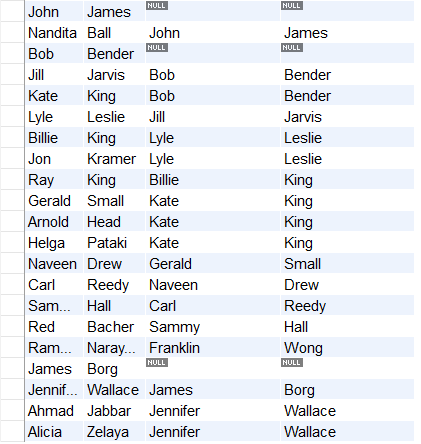 John James NULL NULL
Nandita Ball John James
Bob Bender NULL NULL
Jill Jarvis Bob Bender
Kate King Bob Bender
Lyle Leslie Jill Jarvis
Billie King Lyle Leslie
Jon Kramer Lyle Leslie
Ray King Billie King
Gerald Small Kate King
Arnold Head Kate King
Helga Pataki Kate King
Naveen Drew Gerald Small
Carl Reedy Naveen Drew
Sam... Hall Carl Reedy
Red Bacher Sammy Hall
Ram... Naray... Franklin Wong
James Borg NULL NULL
Jennif... Wallace James Borg
Ahmad Jabbar Jennifer Wallace
Alicia Zelaya Jennifer Wallace